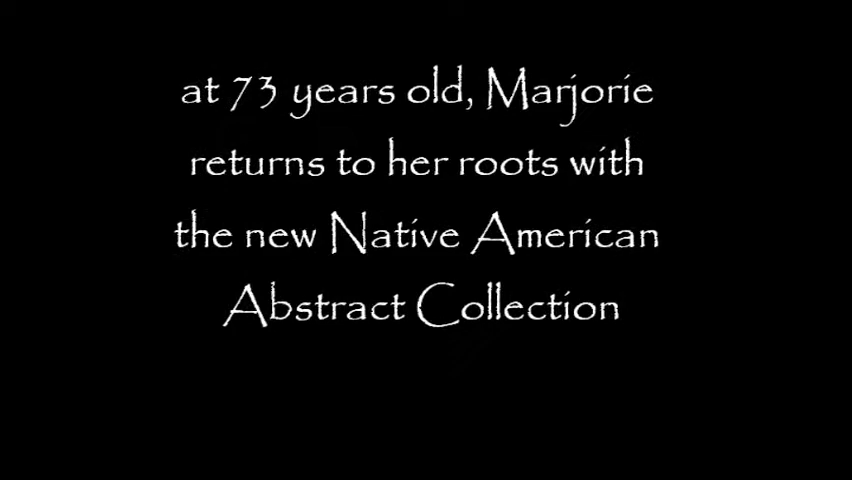 at 73 years old, Marjorie
returns to her roots with
the new Native American
Abstract Collection